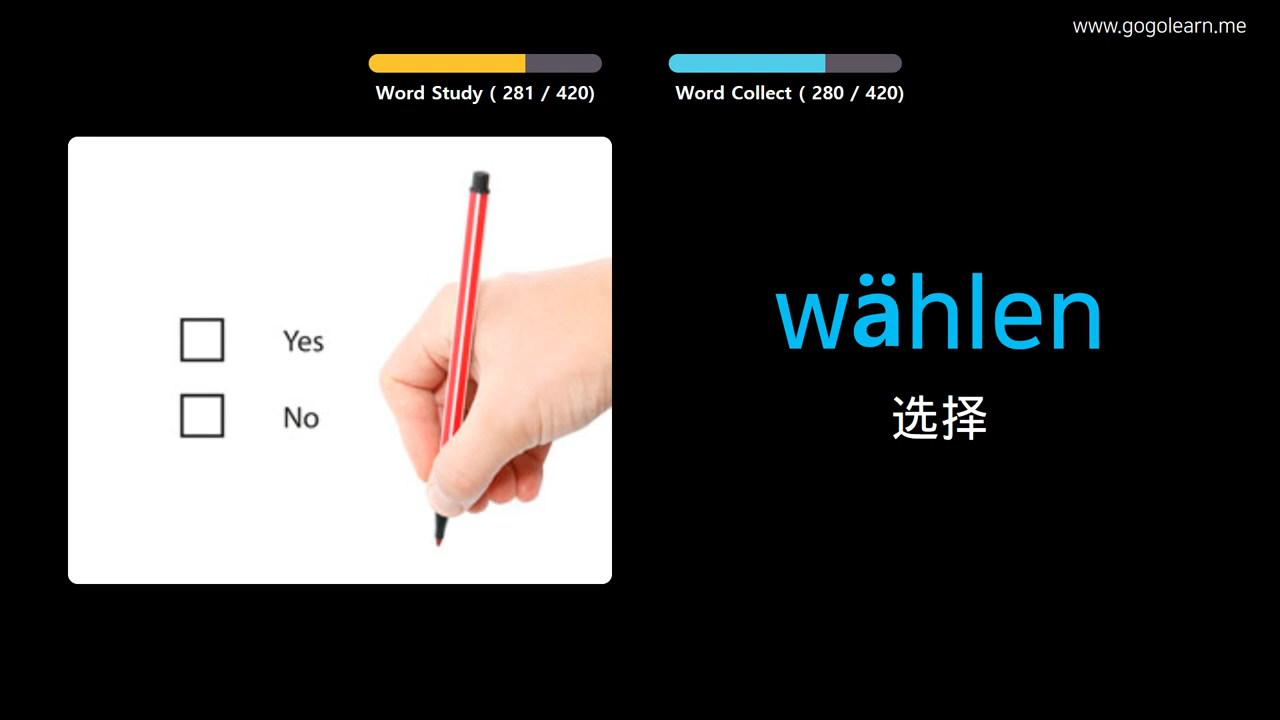 www.gogolearn.me
Word Study ( 281 / 420)
Word Collect ( 280 / 420)
Yes
No
wählen
选择